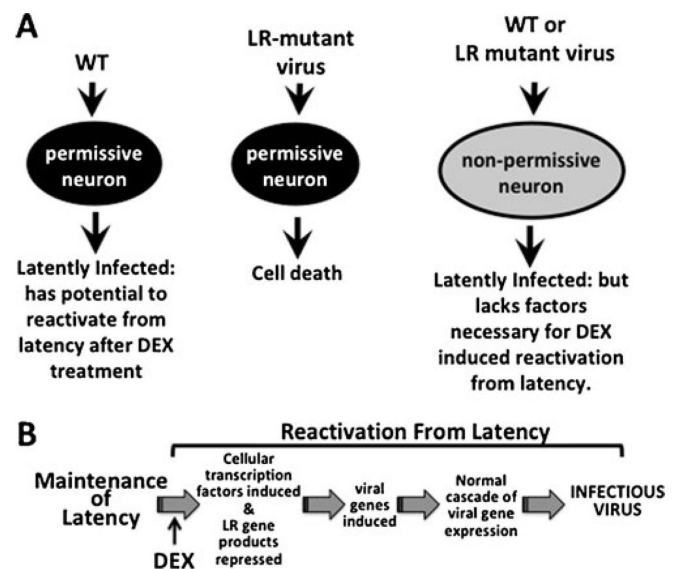 A
WT
permissive
neuron
Latently Infected:
has potential to
reactivate from
latency after DEX
treatment
LR-mutant
virus
permissive
neuron
Cell death
WT or
LR mutant virus
non-permissive
neuron
Latently Infected: but
lacks factors
necessary for DEX
induced reactivation
from latency.
B
Reactivation From Latency
Maintenance
of
Latency
DEX
Cellular
transcription
factors induced
&
LR gene
products
repressed
viral
genes
induced
Normal
cascade of
viral gene
expression
INFECTIOUS
VIRUS